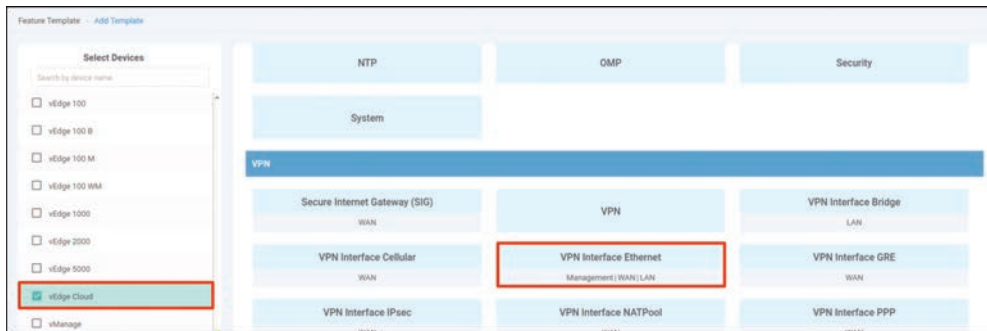 Feature Template > Add Template
Select Devices
Search by device name
vEdge 100
vEdge 100 B
vEdge 100 M
vEdge 100 WM
vEdge 1000
vEdge 2000
vEdge 5000
vEdge Cloud
vManage
NTP
OMP
Security
System
VPN
Secure Internet Gateway (SIG)
WAN
VPN
VPN Interface Bridge
LAN
VPN Interface Cellular
WAN
VPN Interface Ethernet
Management | WAN | LAN
VPN Interface GRE
WAN
VPN Interface IPsec
VPN Interface NATPool
VPN Interface PPP